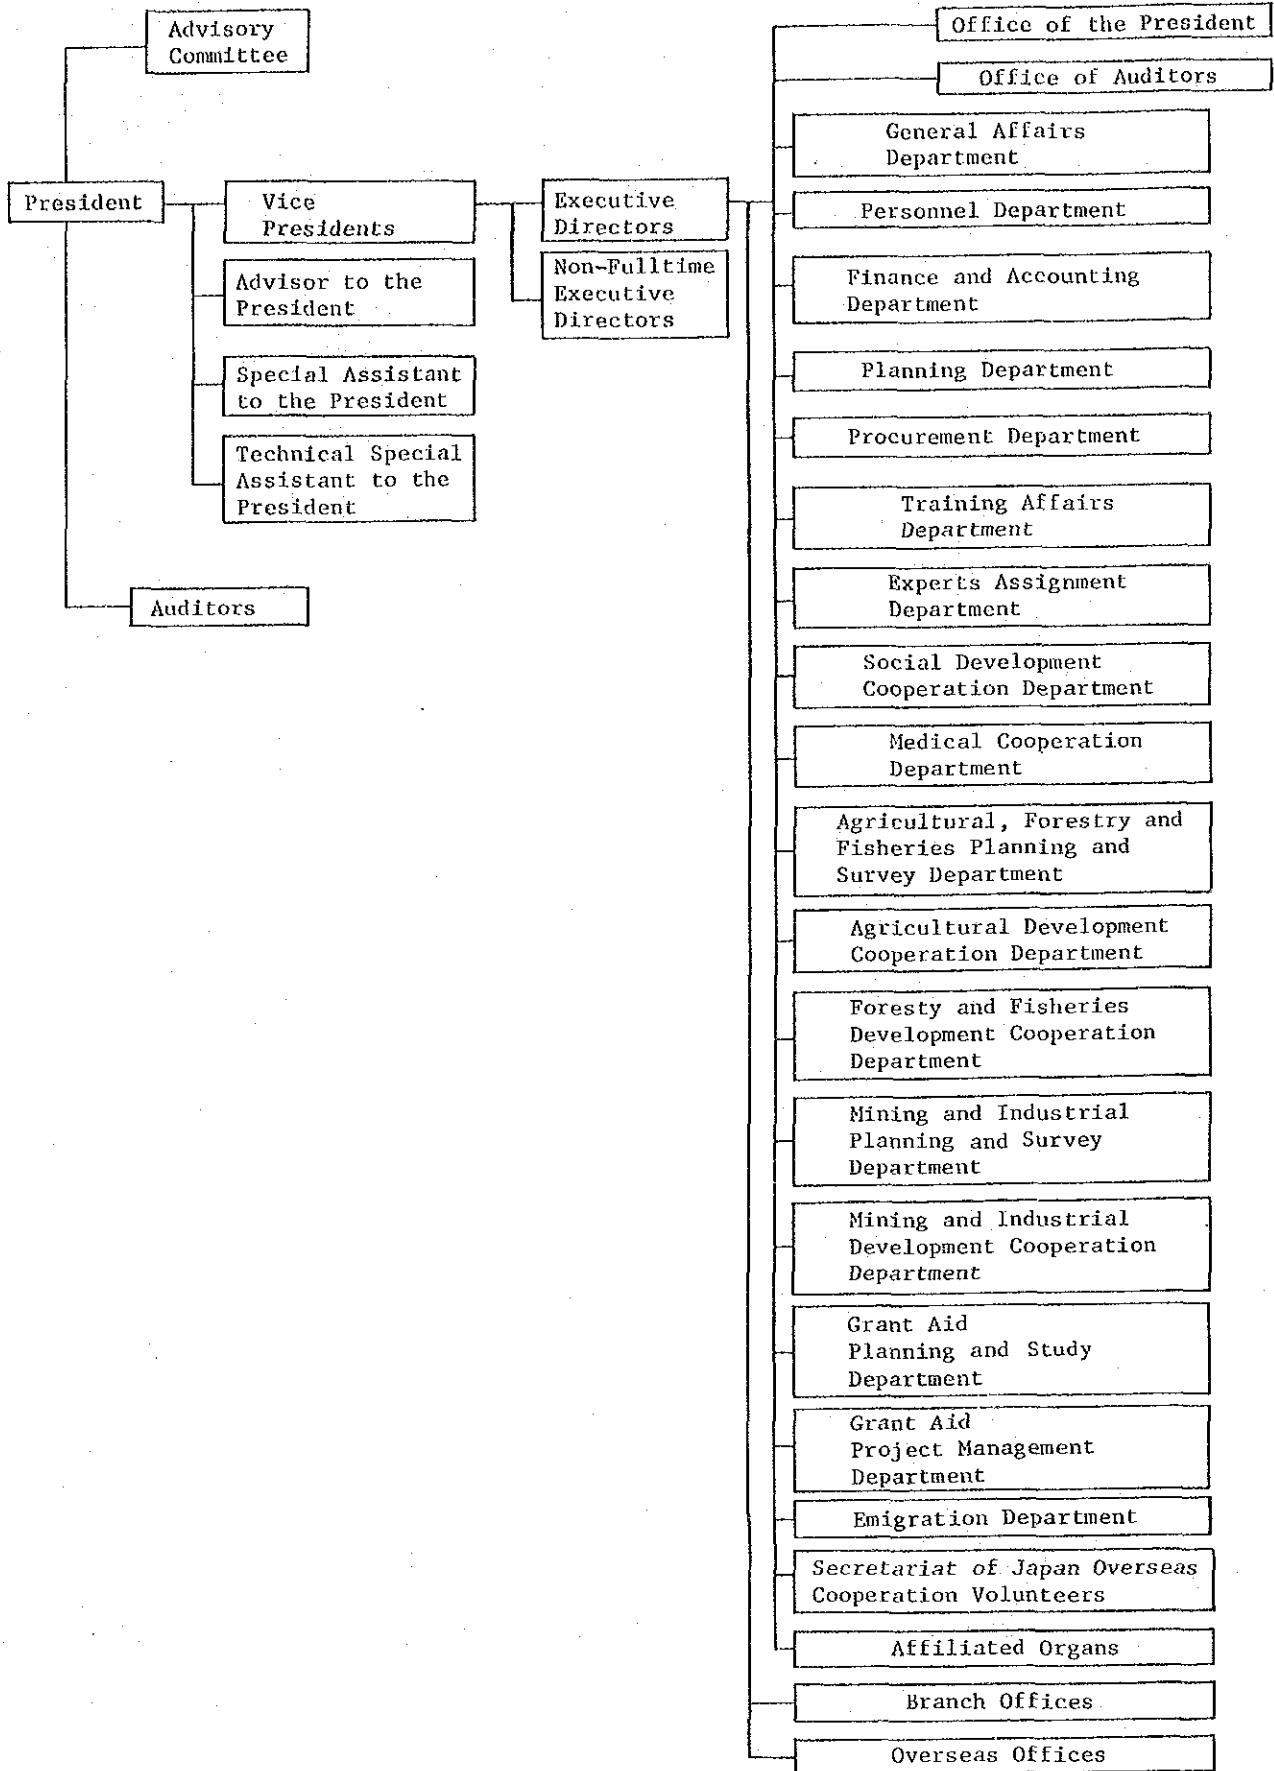 Advisory
Committee
President
Vice
Presidents
Advisor to the
President
Special Assistant
to the President
Technical Special
Assistant to the
President
Auditors
Executive
Directors
Non-Fulltime
Executive
Directors
Office of the President
Office of Auditors
General Affairs
Department
Personnel Department
Finance and Accounting
Department
Planning Department
Procurement Department
Training Affairs
Department
Experts Assignment
Department
Social Development
Cooperation Department
Medical Cooperation
Department
Agricultural, Forestry and
Fisheries Planning and
Survey Department
Agricultural Development
Cooperation Department
Foresty and Fisheries
Development Cooperation
Department
Mining and Industrial
Planning and Survey
Department
Mining and Industrial
Development Cooperation
Department
Grant Aid
Planning and Study
Department
Grant Aid
Project Management
Department
Emigration Department
Secretariat of Japan Overseas
Cooperation Volunteers
Affiliated Organs
Branch Offices
Overseas Offices